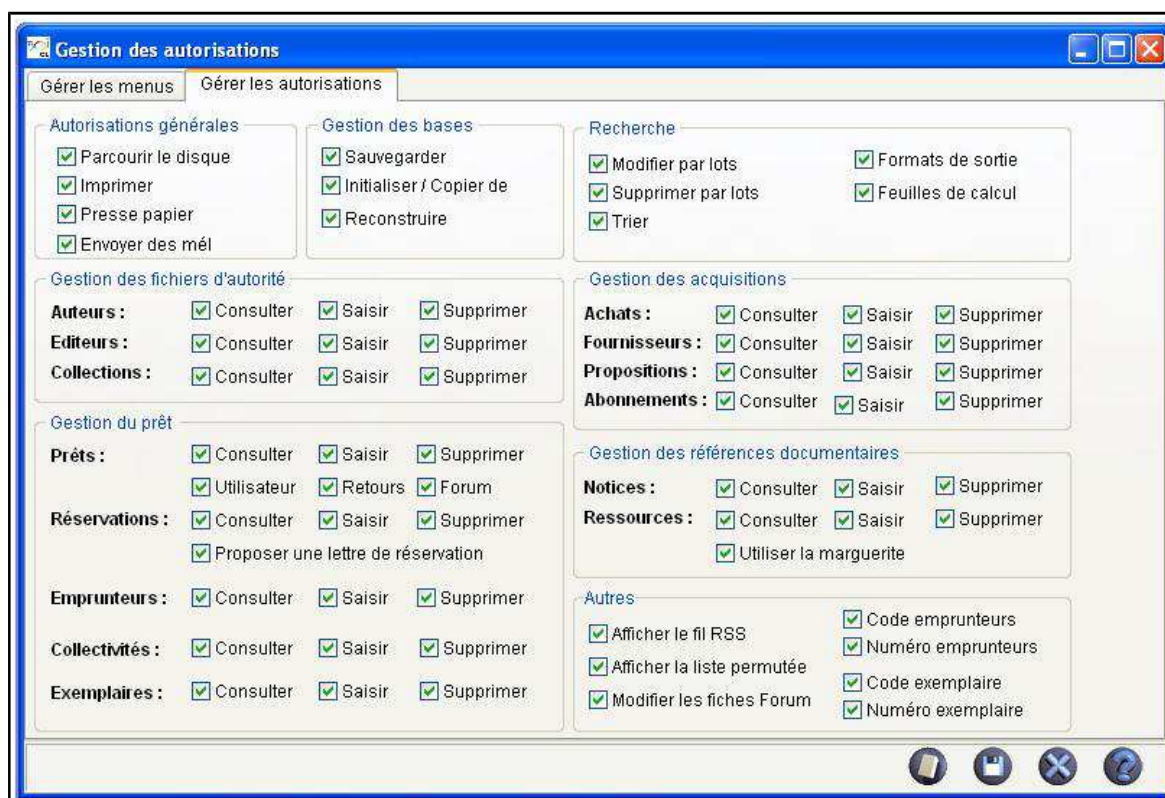 Gestion des autorisations
Gérer les menus
Gérer les autorisations
Autorisations générales
Parcourir le disque
Imprimer
Presse papier
Envoyer des mél
Gestion des bases
Sauvegarder
Initialiser / Copier de
Reconstruire
Recherche
Modifier par lots
Supprimer par lots
Trier
Formats de sortie
Feuilles de calcul
Gestion des fichiers d'autorité
Auteurs : Consulter Saisir Supprimer
Editeurs : Consulter Saisir Supprimer
Collections : Consulter Saisir Supprimer
Gestion des acquisitions
Achats : Consulter Saisir Supprimer
Fournisseurs : Consulter Saisir Supprimer
Propositions : Consulter Saisir Supprimer
Abonnements : Consulter Saisir Supprimer
Gestion du prêt
Prêts : Consulter Saisir Supprimer
Utilisateur Retours Forum
Réservations : Consulter Saisir Supprimer
Proposer une lettre de réservation
Emprunteurs : Consulter Saisir Supprimer
Collectivités : Consulter Saisir Supprimer
Exemplaires : Consulter Saisir Supprimer
Gestion des références documentaires
Notices : Consulter Saisir Supprimer
Ressources : Consulter Saisir Supprimer
Utiliser la marguerite
Autres
Afficher le fil RSS
Afficher la liste permutée
Modifier les fiches Forum
Code emprunteurs
Numéro emprunteurs
Code exemplaire
Numéro exemplaire